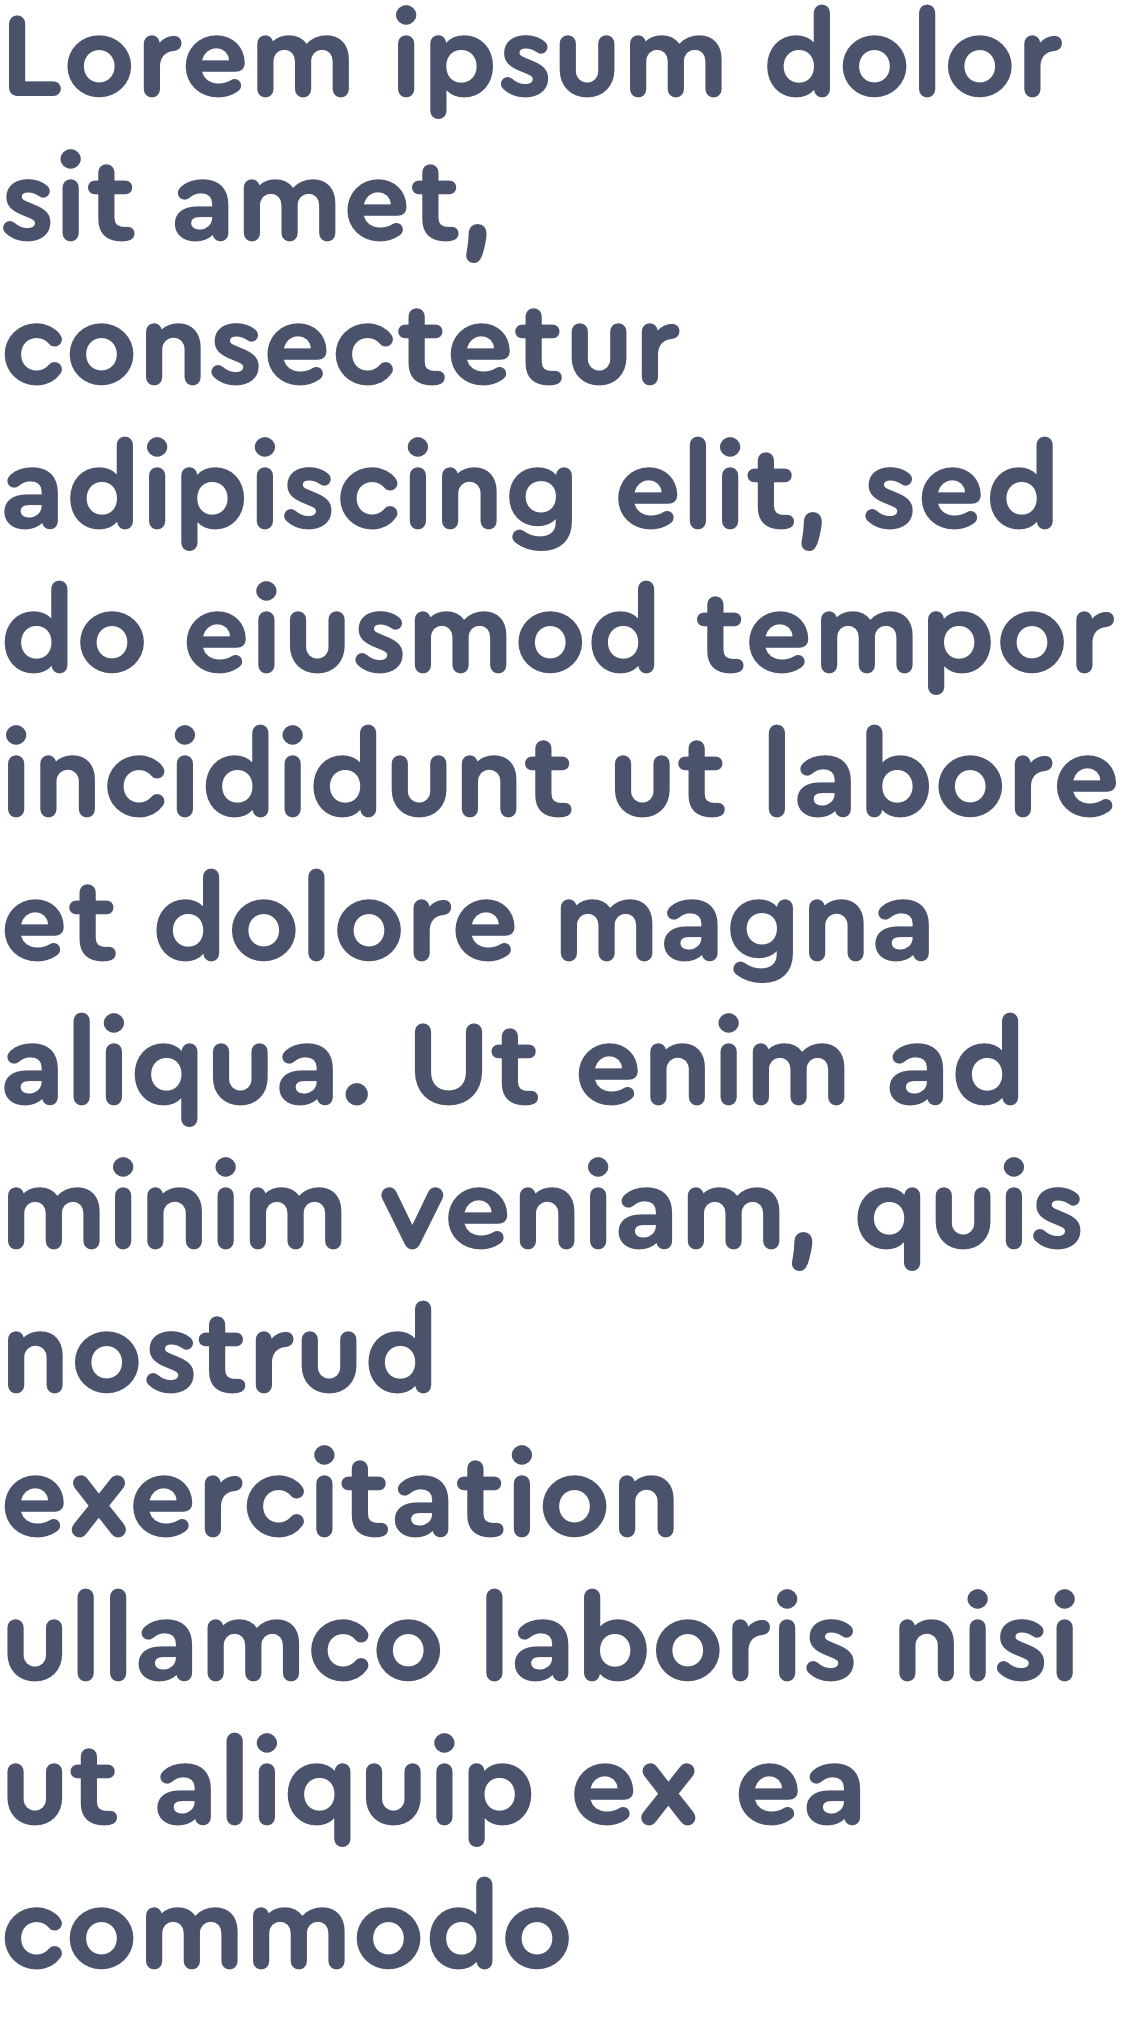 Lorem ipsum dolor
sit amet,
consectetur
adipiscing elit, sed
do eiusmod tempor
incididunt ut labore
et dolore magna
aliqua. Ut enim ad
minim veniam, quis
nostrud
exercitation
ullamco laboris nisi
ut aliquip ex ea
commodo